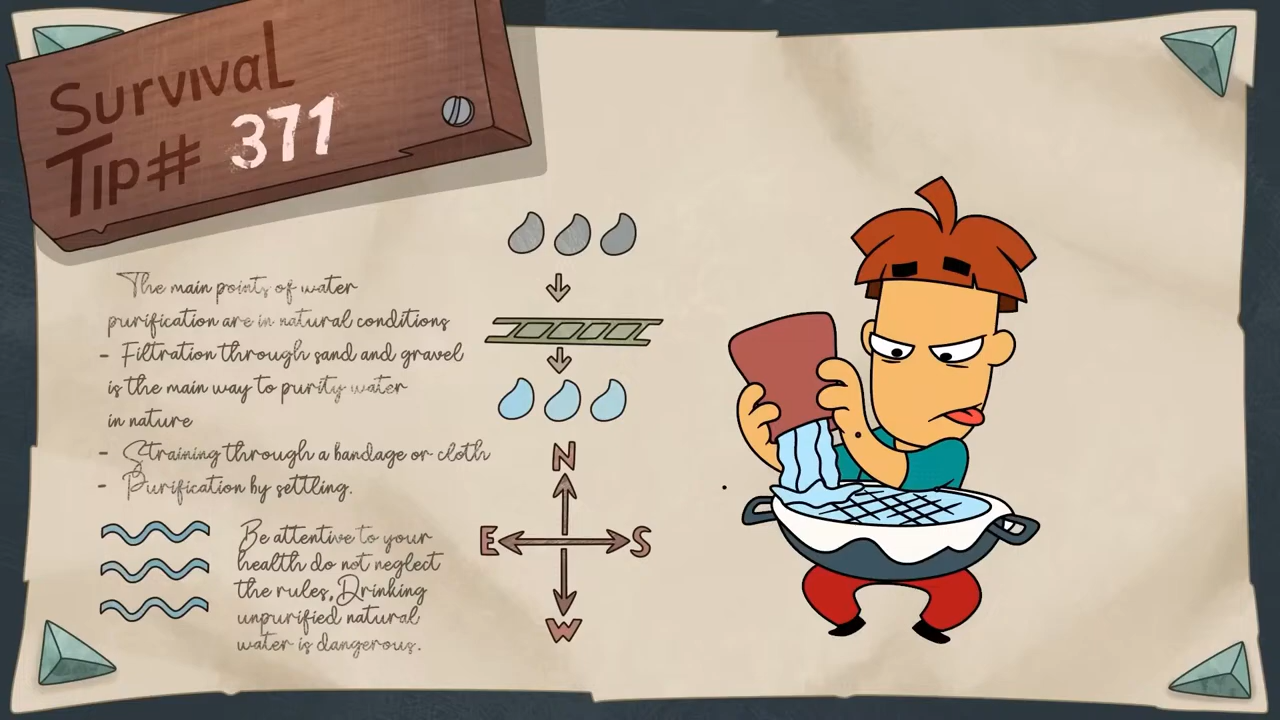 Survival
Tip# 371
The main points of water
purification are in natural conditions
- Filtration through sand and gravel
is the main way to purity water
in nature
- Straining through a bandage or cloth
- Purification by settling.
Be attentive to your
health do not neglect
the rules, Drinking
unpurified natural
water is dangerous.
N
E S
W